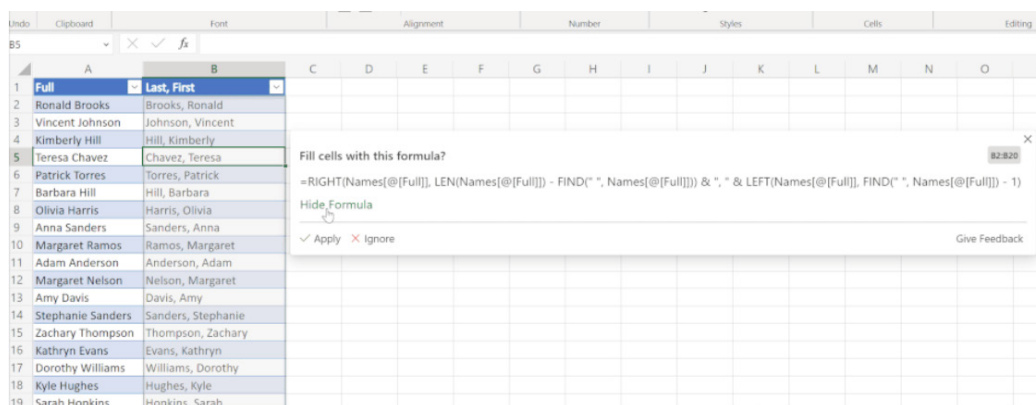 Undo Clipboard Font Alignment Number Styles Cells Editing
B5 fx
A B C D E F G H I J K L M N O
1 Full Last, First
2 Ronald Brooks Brooks, Ronald
3 Vincent Johnson Johnson, Vincent
4 Kimberly Hill Hill, Kimberly
5 Teresa Chavez Chavez, Teresa
6 Patrick Torres Torres, Patrick
7 Barbara Hill Hill, Barbara
8 Olivia Harris Harris, Olivia
9 Anna Sanders Sanders, Anna
10 Margaret Ramos Ramos, Margaret
11 Adam Anderson Anderson, Adam
12 Margaret Nelson Nelson, Margaret
13 Amy Davis Davis, Amy
14 Stephanie Sanders Sanders, Stephanie
15 Zachary Thompson Thompson, Zachary
16 Kathryn Evans Evans, Kathryn
17 Dorothy Williams Williams, Dorothy
18 Kyle Hughes Hughes, Kyle
19 Sarah Hopkins Hopkins, Sarah
Fill cells with this formula? B2:B20
=RIGHT(Names[@[Full]], LEN(Names[@[Full]]) - FIND(" ", Names[@[Full]])) & ", " & LEFT(Names[@[Full]], FIND(" ", Names[@[Full]]) - 1)
Hide Formula
Apply Ignore Give Feedback